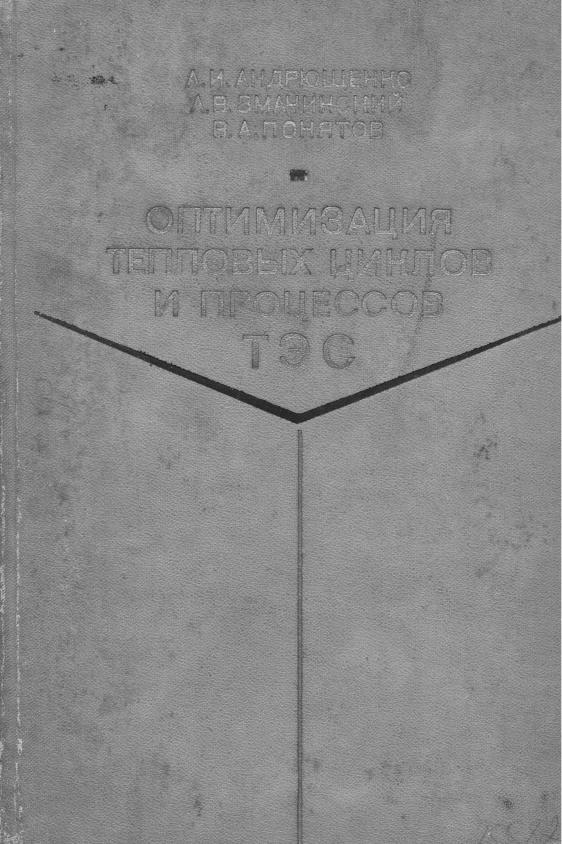 А.И.АНДРЮЩЕНКО
А.В.ЗМАЧИНСКИЙ
В.А.ПОНЯТОВ
ОПТИМИЗАЦИЯ
ТЕПЛОВЫХ ЦИКЛОВ
И ПРОЦЕССОВ
ТЭС